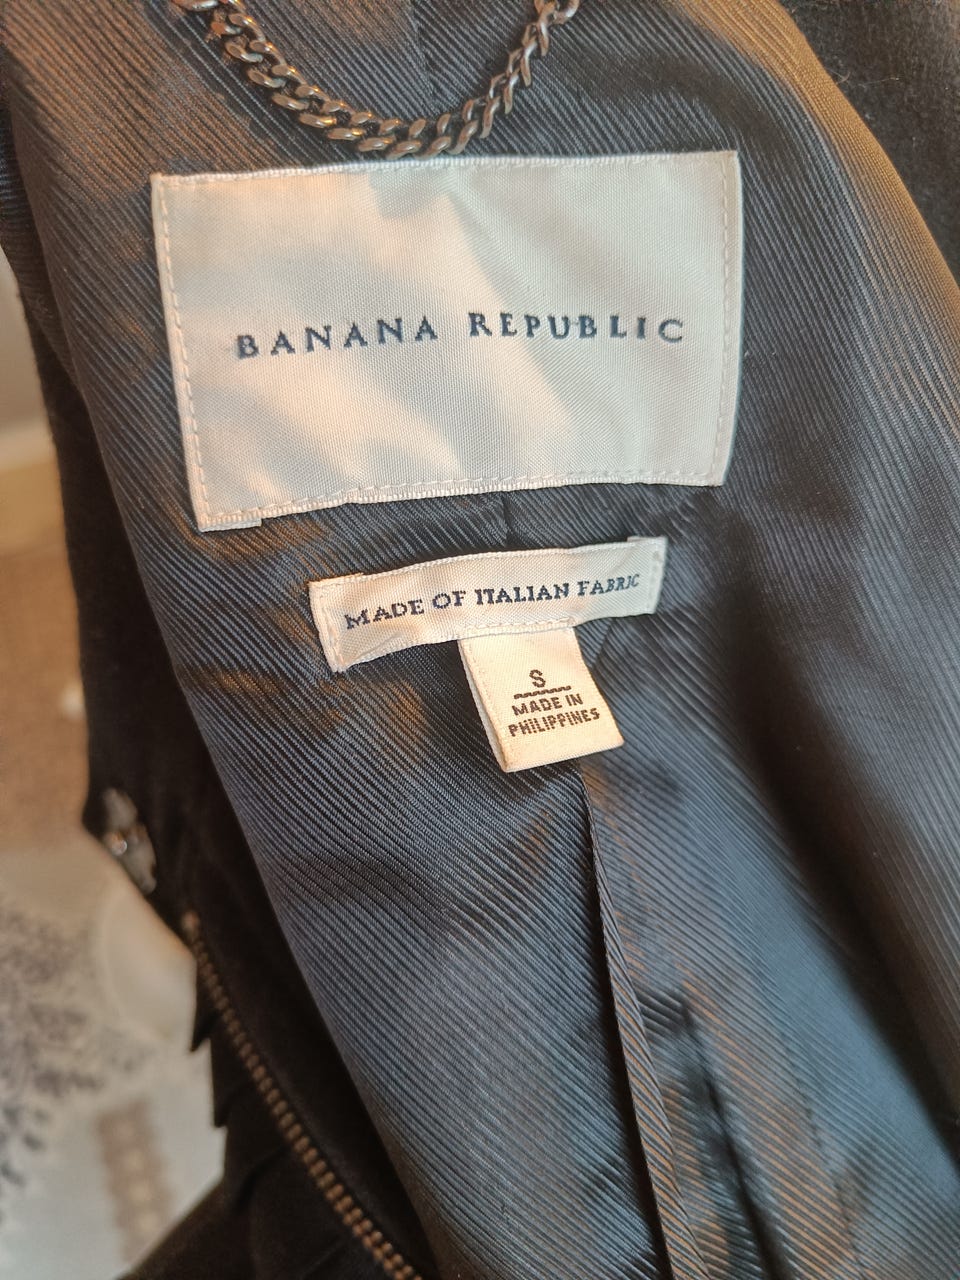 BANANA REPUBLIC
MADE OF ITALIAN FABRIC
S
MADE IN
PHILIPPINES